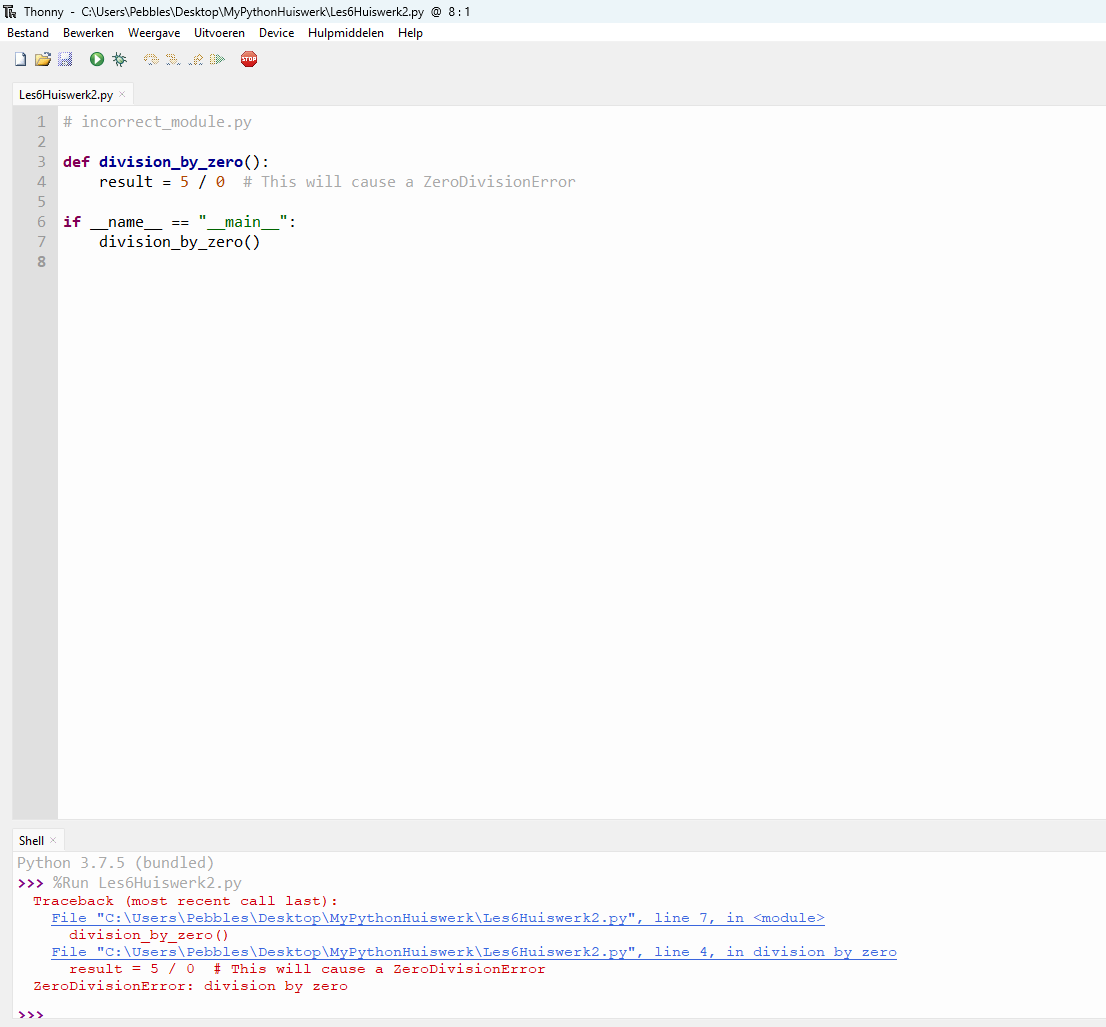 Thonny - C:\Users\Pebbles\Desktop\MyPythonHuiswerk\Les6Huiswerk2.py @ 8 : 1
Bestand Bewerken Weergave Uitvoeren Device Hulpmiddelen Help
STOP
Les6Huiswerk2.py ×
1 # incorrect_module.py
2
3 def division_by_zero():
4     result = 5 / 0  # This will cause a ZeroDivisionError
5
6 if __name__ == "__main__":
7     division_by_zero()
8
Shell ×
Python 3.7.5 (bundled)
>>> %Run Les6Huiswerk2.py
Traceback (most recent call last):
  File "C:\Users\Pebbles\Desktop\MyPythonHuiswerk\Les6Huiswerk2.py", line 7, in <module>
    division_by_zero()
  File "C:\Users\Pebbles\Desktop\MyPythonHuiswerk\Les6Huiswerk2.py", line 4, in division_by_zero
    result = 5 / 0  # This will cause a ZeroDivisionError
ZeroDivisionError: division by zero
>>>